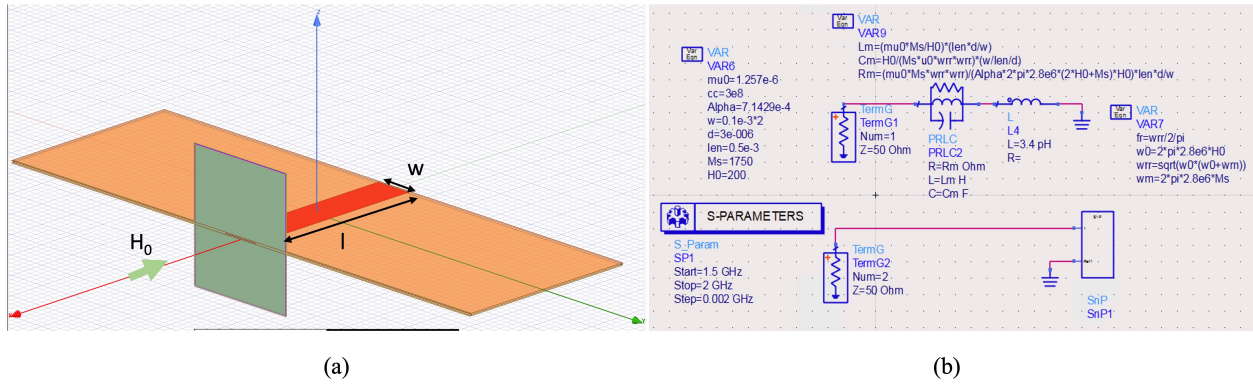 z
w
l
H0
y
(a)
Var
Eqn
VAR
VAR9
Lm=(mu0*Ms/H0)*(len*d/w)
Cm=H0/(Ms*u0*wrr*wrr)*(w/len/d)
Rm=(mu0*Ms*wrr*wrr)/(Alpha*2*pi*2.8e6*(2*H0+Ms)*H0)*len*d/w
Var
Eqn
VAR
VAR6
mu0=1.257e-6
cc=3e8
Alpha=7.1429e-4
w=0.1e-3*2
d=3e-006
len=0.5e-3
Ms=1750
H0=200
TermG
TermG1
Num=1
Z=50 Ohm
PRLC
PRLC2
R=Rm Ohm
L=Lm H
C=Cm F
L
L4
L=3.4 pH
R=
Var
Eqn
VAR
VAR7
fr=wrr/2/pi
w0=2*pi*2.8e6*H0
wrr=sqrt(w0*(w0+wm))
wm=2*pi*2.8e6*Ms
S-PARAMETERS
S_Param
SP1
Start=1.5 GHz
Stop=2 GHz
Step=0.002 GHz
TermG
TermG2
Num=2
Z=50 Ohm
SnP
1
SnP
SnP1
(b)